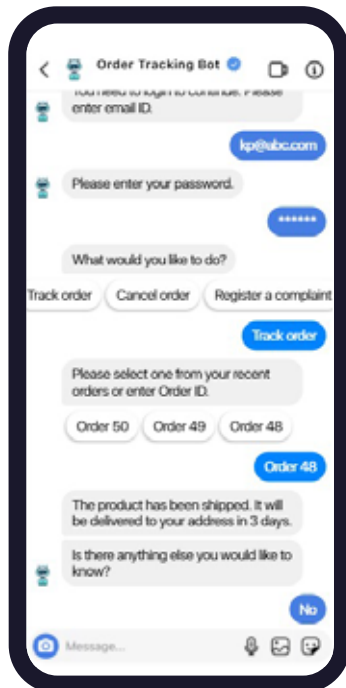 Order Tracking Bot
You need to login to continue. Please
enter email ID.
kp@ubc.com
Please enter your password.
******
What would you like to do?
Track order Cancel order Register a complaint
Track order
Please select one from your recent
orders or enter Order ID.
Order 50 Order 49 Order 48
Order 48
The product has been shipped. It will
be delivered to your address in 3 days.
Is there anything else you would like to
know?
No
Message...